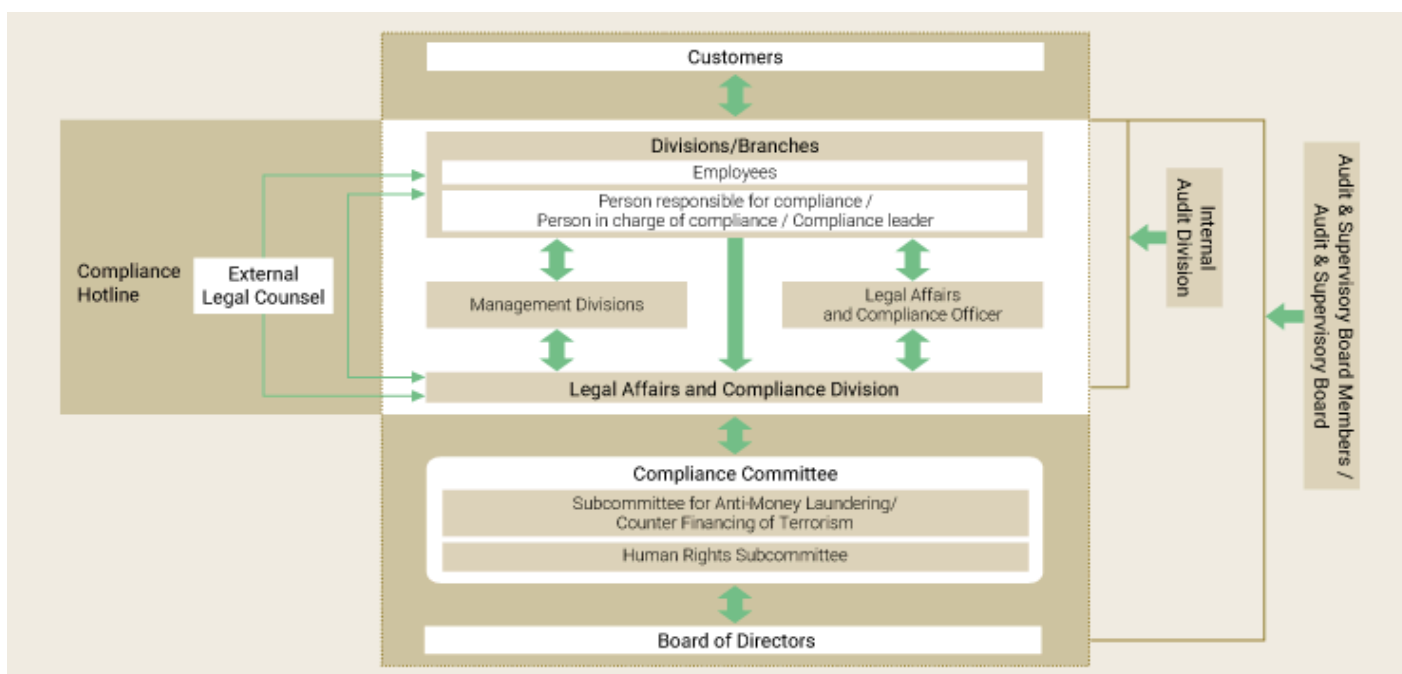 Customers
Divisions/Branches
Employees
Person responsible for compliance /
Person in charge of compliance / Compliance leader
Compliance
Hotline
External
Legal Counsel
Management Divisions
Legal Affairs
and Compliance Officer
Legal Affairs and Compliance Division
Compliance Committee
Subcommittee for Anti-Money Laundering/
Counter Financing of Terrorism
Human Rights Subcommittee
Board of Directors
Internal
Audit Division
Audit & Supervisory Board Members /
Audit & Supervisory Board